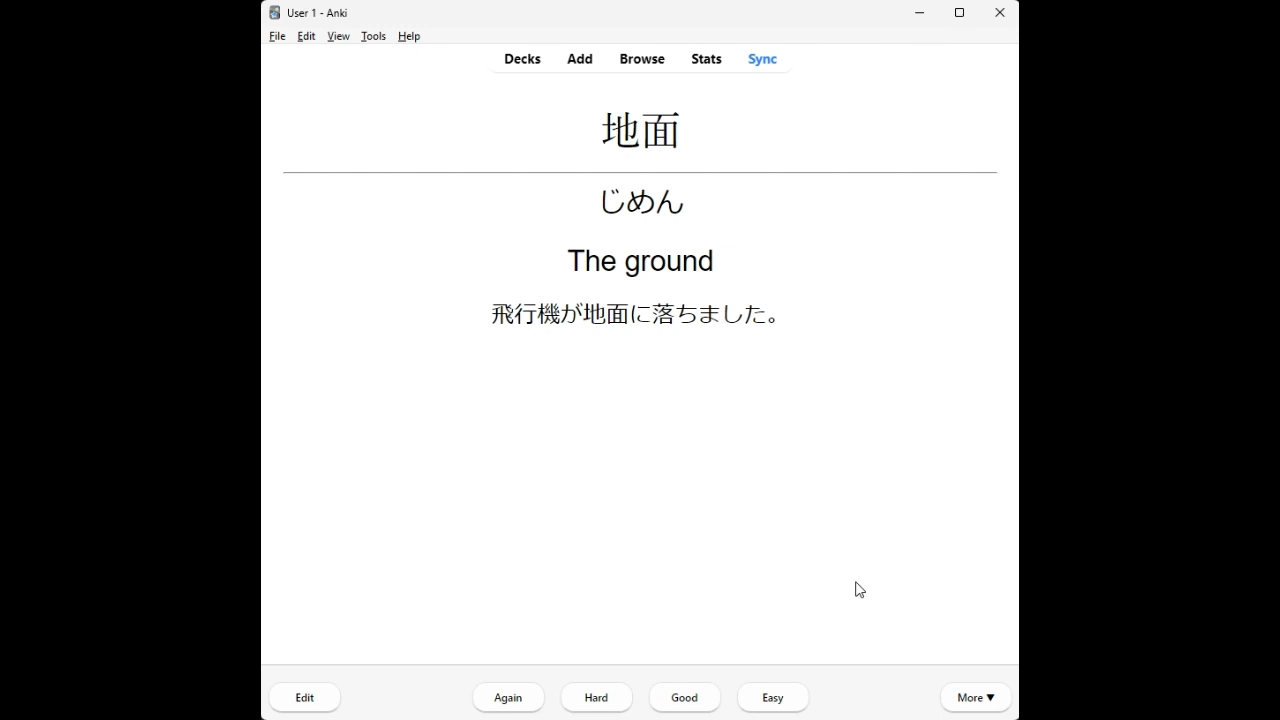 User 1 - Anki
File Edit View Tools Help
Decks Add Browse Stats Sync
地面
じめん
The ground
飛行機が地面に落ちました。
Edit Again Hard Good Easy More ▼